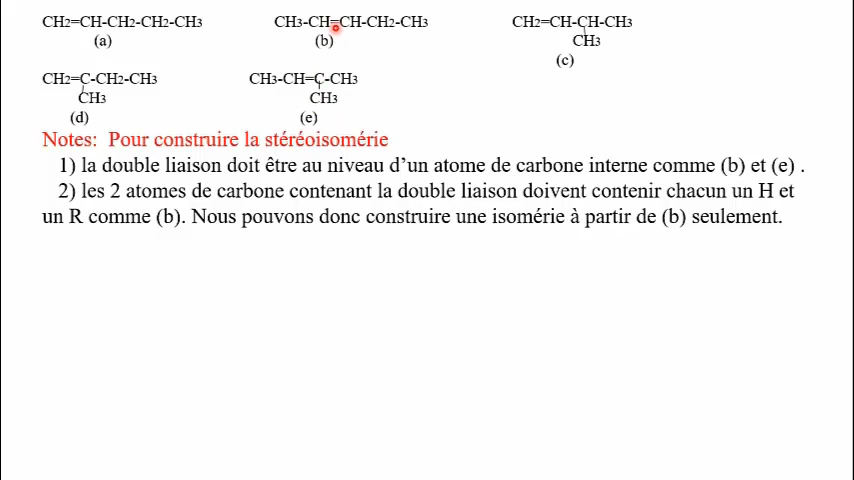 CH2=CH-CH2-CH2-CH3 CH3-CH=CH-CH2-CH3 CH2=CH-CH-CH3
(a) (b) CH3
(c)
CH2=C-CH2-CH3 CH3-CH=C-CH3
CH3 CH3
(d) (e)
Notes: Pour construire la stéréoisomérie
1) la double liaison doit être au niveau d’un atome de carbone interne comme (b) et (e) .
2) les 2 atomes de carbone contenant la double liaison doivent contenir chacun un H et
un R comme (b). Nous pouvons donc construire une isomérie à partir de (b) seulement.